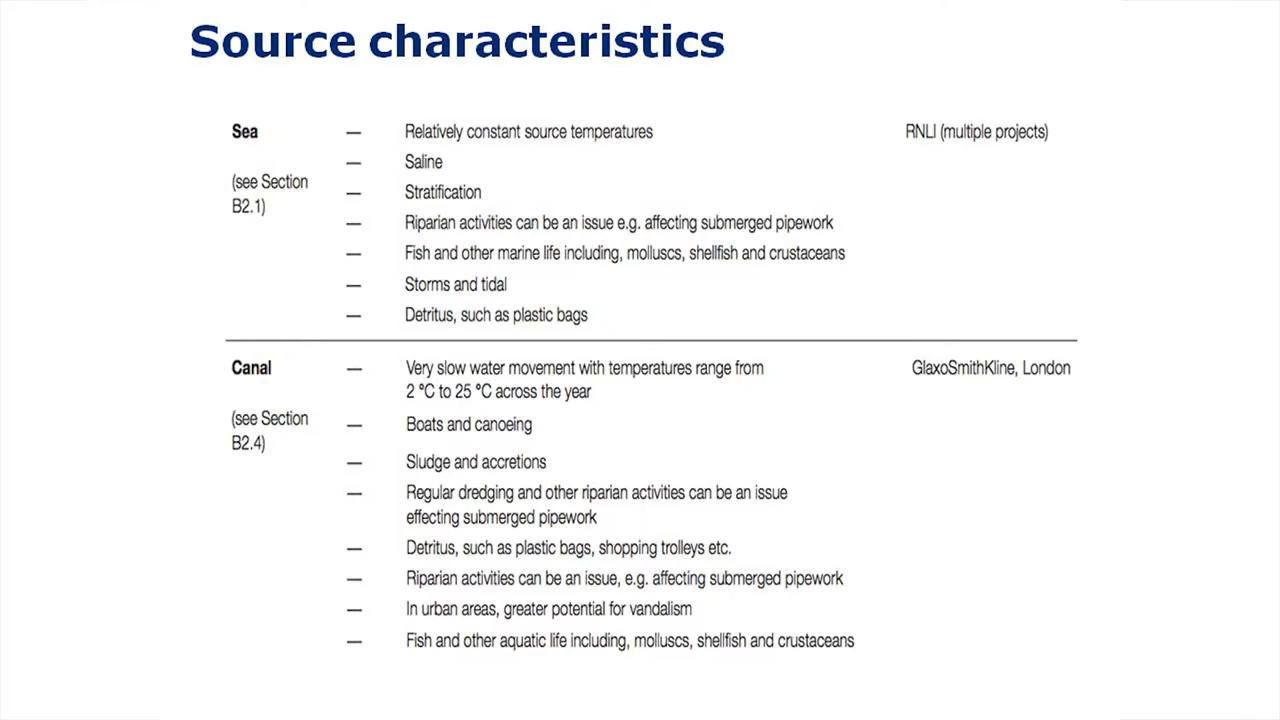 Source characteristics
Sea — Relatively constant source temperatures RNLI (multiple projects)
— Saline
(see Section B2.1)
— Stratification
— Riparian activities can be an issue e.g. affecting submerged pipework
— Fish and other marine life including, molluscs, shellfish and crustaceans
— Storms and tidal
— Detritus, such as plastic bags
Canal — Very slow water movement with temperatures range from GlaxoSmithKline, London
2 °C to 25 °C across the year
(see Section B2.4)
— Boats and canoeing
— Sludge and accretions
— Regular dredging and other riparian activities can be an issue
effecting submerged pipework
— Detritus, such as plastic bags, shopping trolleys etc.
— Riparian activities can be an issue, e.g. affecting submerged pipework
— In urban areas, greater potential for vandalism
— Fish and other aquatic life including, molluscs, shellfish and crustaceans